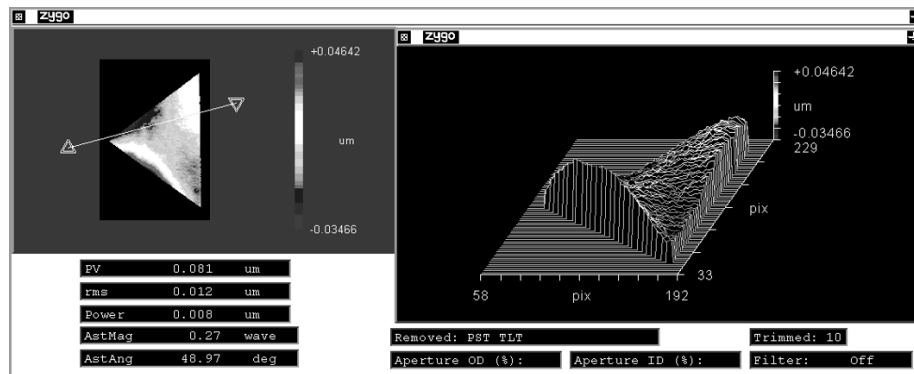 zygo
+0.04642
um
-0.03466
PV 0.081 um
rms 0.012 um
Power 0.008 um
AstMag 0.27 wave
AstAng 48.97 deg
zygo
+0.04642
um
-0.03466
229
pix
33
58 pix 192
Removed: PST TLT
Trimmed: 10
Aperture OD (%):
Aperture ID (%):
Filter: Off